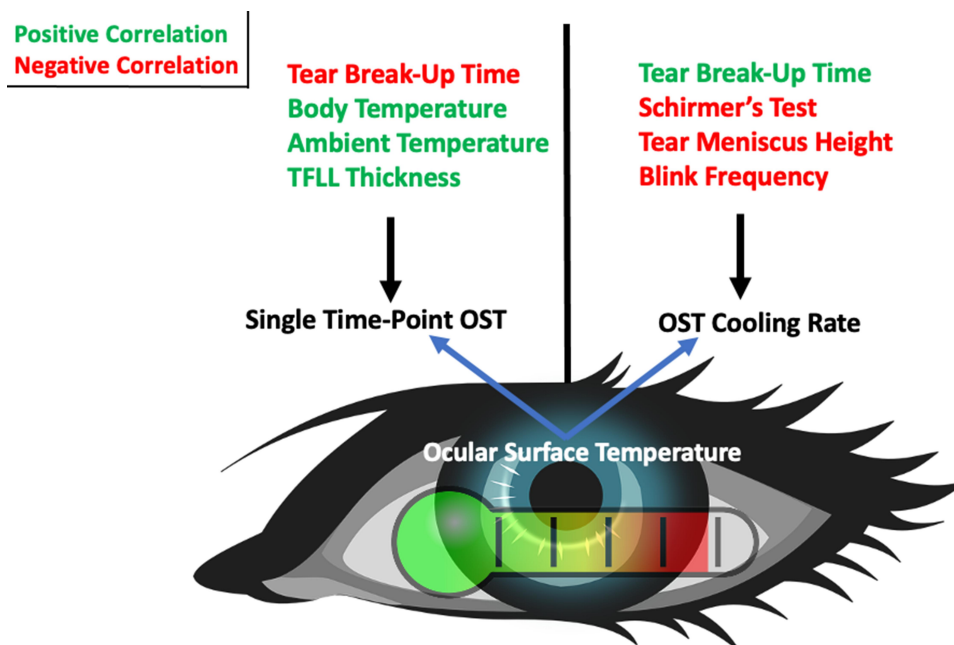 Positive Correlation
Negative Correlation
Tear Break-Up Time
Body Temperature
Ambient Temperature
TFLL Thickness
Single Time-Point OST
Tear Break-Up Time
Schirmer's Test
Tear Meniscus Height
Blink Frequency
OST Cooling Rate
Ocular Surface Temperature